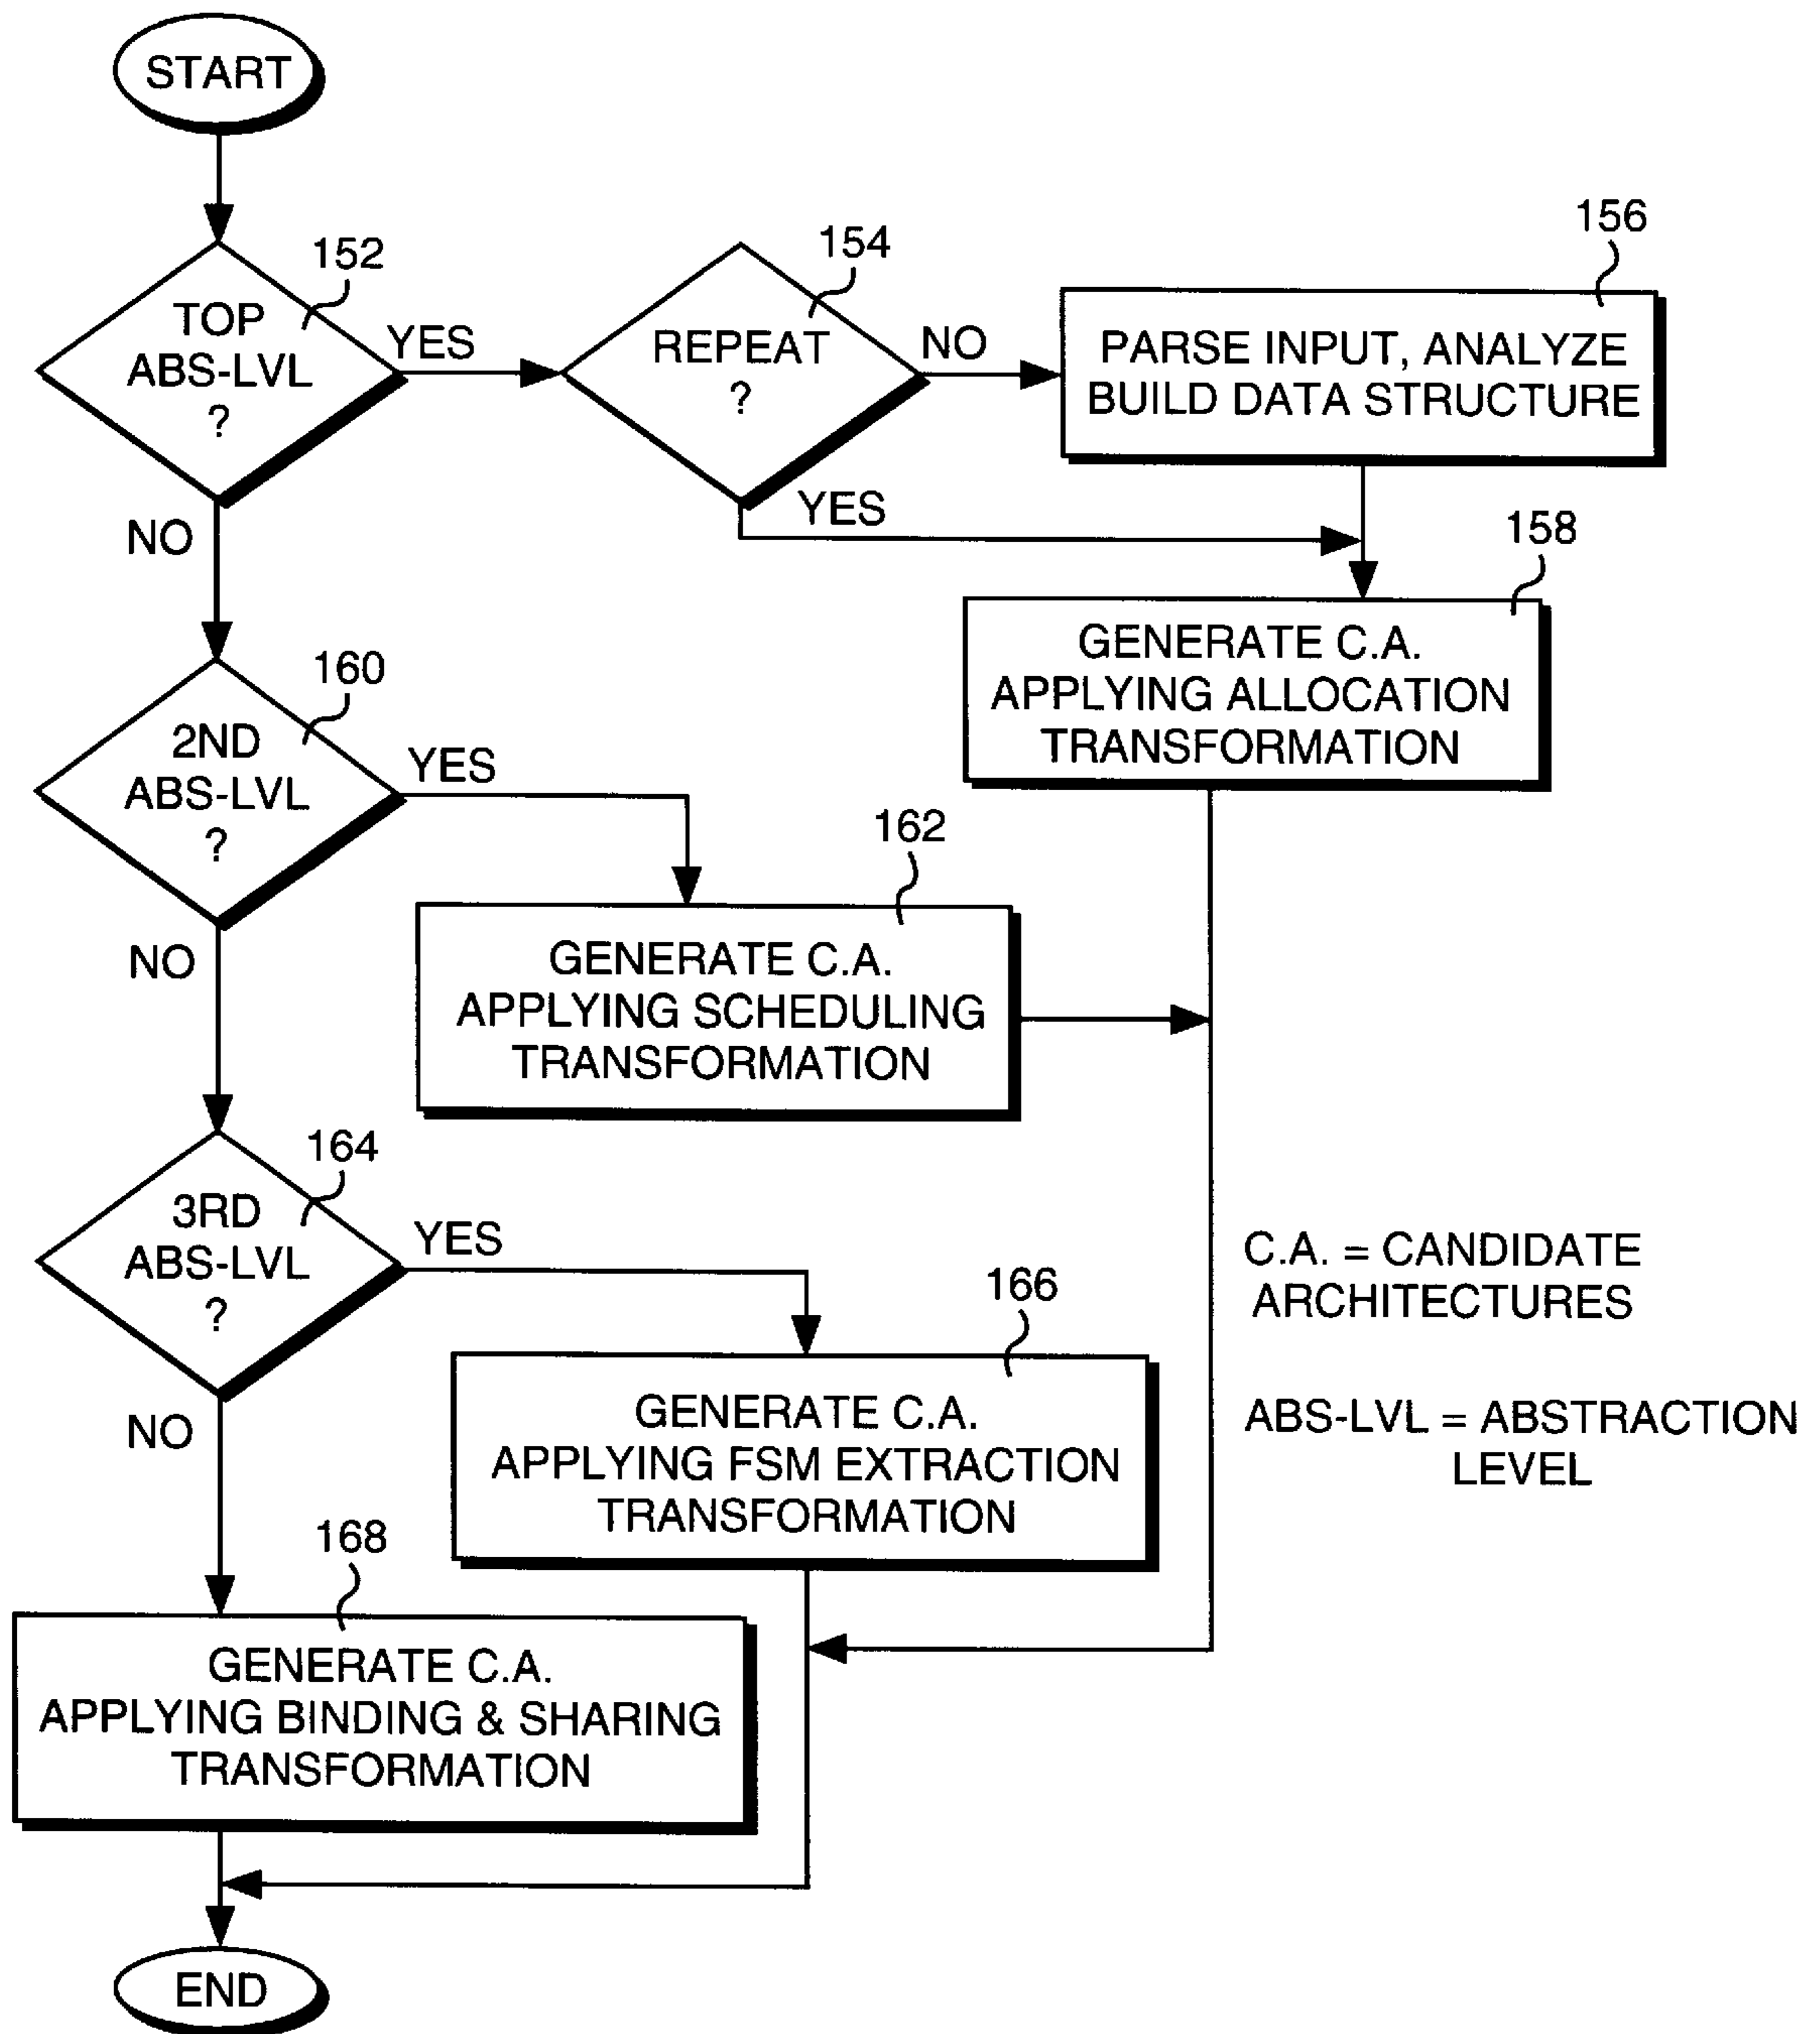 START
152
TOP
ABS-LVL
?
YES
NO
154
REPEAT
?
NO
YES
156
PARSE INPUT, ANALYZE
BUILD DATA STRUCTURE
158
GENERATE C.A.
APPLYING ALLOCATION
TRANSFORMATION
160
2ND
ABS-LVL
?
YES
NO
162
GENERATE C.A.
APPLYING SCHEDULING
TRANSFORMATION
164
3RD
ABS-LVL
?
YES
NO
166
GENERATE C.A.
APPLYING FSM EXTRACTION
TRANSFORMATION
C.A. = CANDIDATE
ARCHITECTURES
ABS-LVL = ABSTRACTION
LEVEL
168
GENERATE C.A.
APPLYING BINDING & SHARING
TRANSFORMATION
END